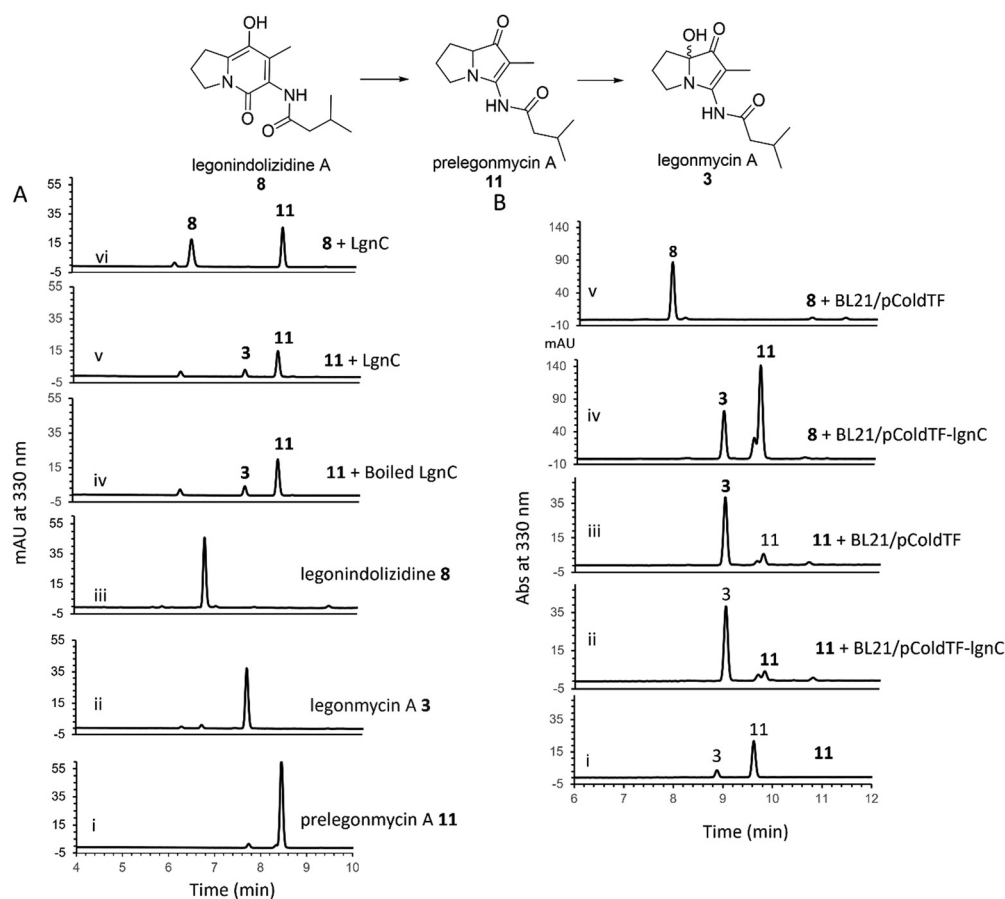 OH
N
O
NH
O
legonindolizidine A
8
O
N
NH
O
prelegonmycin A
11
OH
O
N
NH
O
legonmycin A
3
A
55
35
15
-5
vi
8
11
8 + LgnC
55
35
15
-5
v
3
11
11 + LgnC
55
35
15
-5
iv
3
11
11 + Boiled LgnC
55
35
15
-5
iii
legonindolizidine 8
55
35
15
-5
ii
legonmycin A 3
55
35
15
-5
i
prelegonmycin A 11
4 5 6 7 8 9 10
Time (min)
mAU at 330 nm
B
140
90
40
-10
v
8
8 + BL21/pColdTF
mAU
140
90
40
-10
iv
3
11
8 + BL21/pColdTF-lgnC
35
15
-5
iii
3
11
11 + BL21/pColdTF
35
15
-5
ii
3
11
11 + BL21/pColdTF-lgnC
35
15
-5
i
3
11
11
6 7 8 9 10 11 12
Time (min)
Abs at 330 nm